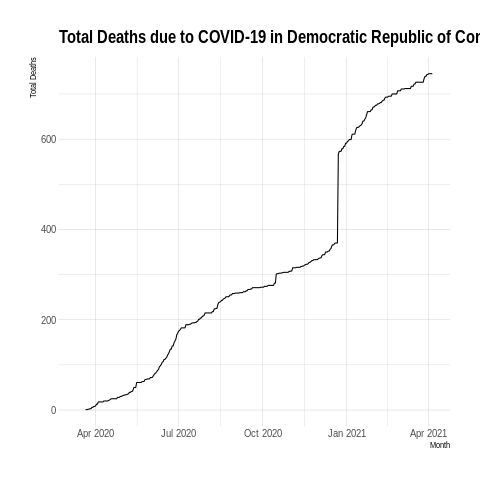 Total Deaths due to COVID-19 in Democratic Republic of Con
Total Deaths
600
400
200
0
Apr 2020 Jul 2020 Oct 2020 Jan 2021 Apr 2021
Month